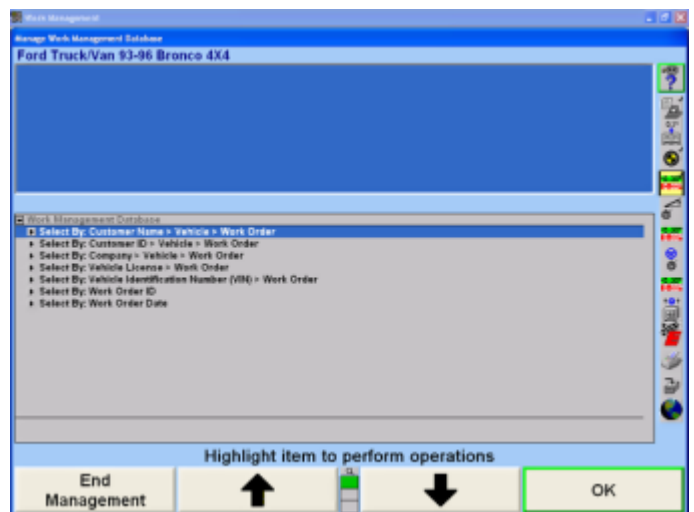 Work Management
Manage Work Management Database
Ford Truck/Van 93-96 Bronco 4X4
Work Management Database
Select By: Customer Name > Vehicle > Work Order
Select By: Customer ID > Vehicle > Work Order
Select By: Company > Vehicle > Work Order
Select By: Vehicle License > Work Order
Select By: Vehicle Identification Number (VIN) > Work Order
Select By: Work Order ID
Select By: Work Order Date
Highlight item to perform operations
End
Management
OK